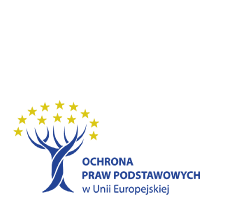 OCHRONA
PRAW PODSTAWOWYCH
w Unii Europejskiej